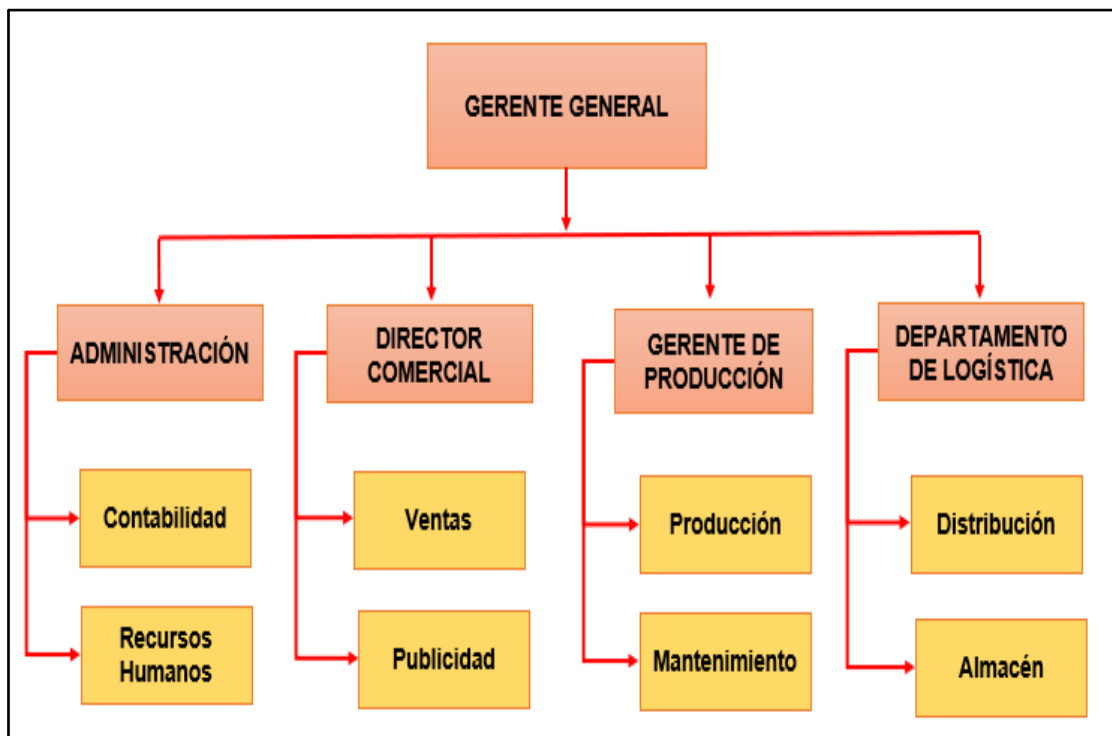 GERENTE GENERAL
ADMINISTRACIÓN
DIRECTOR
COMERCIAL
GERENTE DE
PRODUCCIÓN
DEPARTAMENTO
DE LOGÍSTICA
Contabilidad
Ventas
Producción
Distribución
Recursos
Humanos
Publicidad
Mantenimiento
Almacén